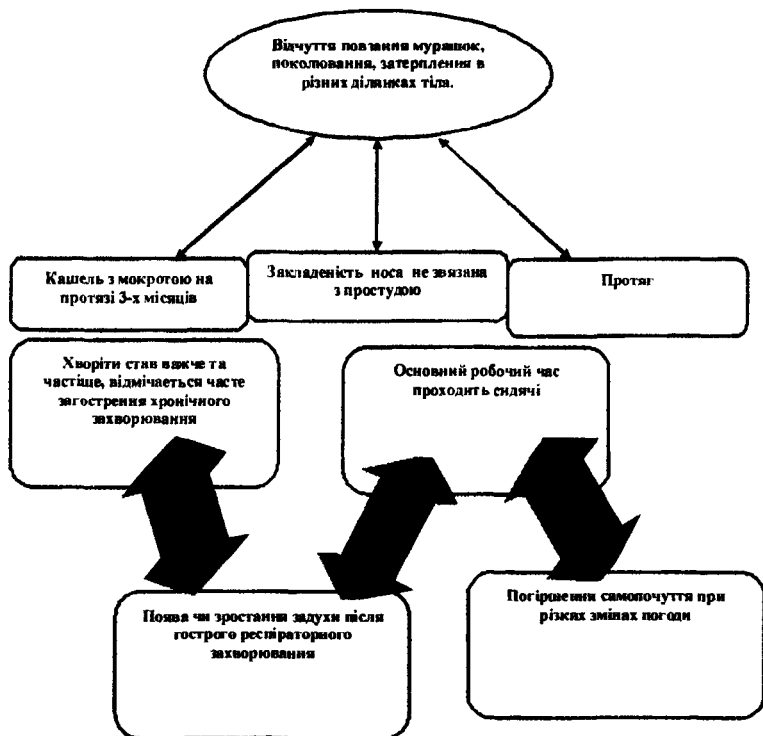 Відчуття повзання мурашок,
поколювання, затерплення в
різних ділянках тіла.
Кашель з мокротою на
протязі 3-х місяців
Закладеність носа не звязана
з простудою
Протяг
Хворіти став важче та
частіше, відмічається часте
загострення хронічного
захворювання
Основний робочий час
проходить сидячі
Поява чи зростання задухи після
гострого респіраторного
захворювання
Погіршення самопочуття при
різких змінах погоди